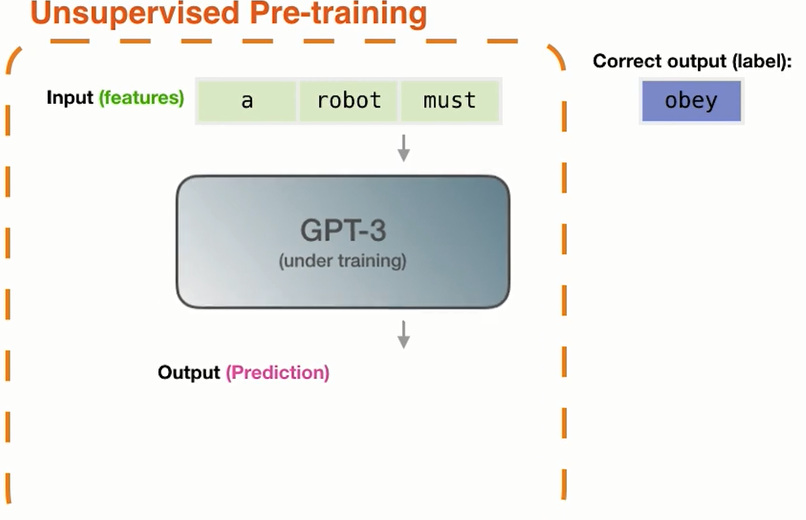 Unsupervised Pre-training
Correct output (label):
Input (features) a robot must
obey
GPT-3
(under training)
Output (Prediction)